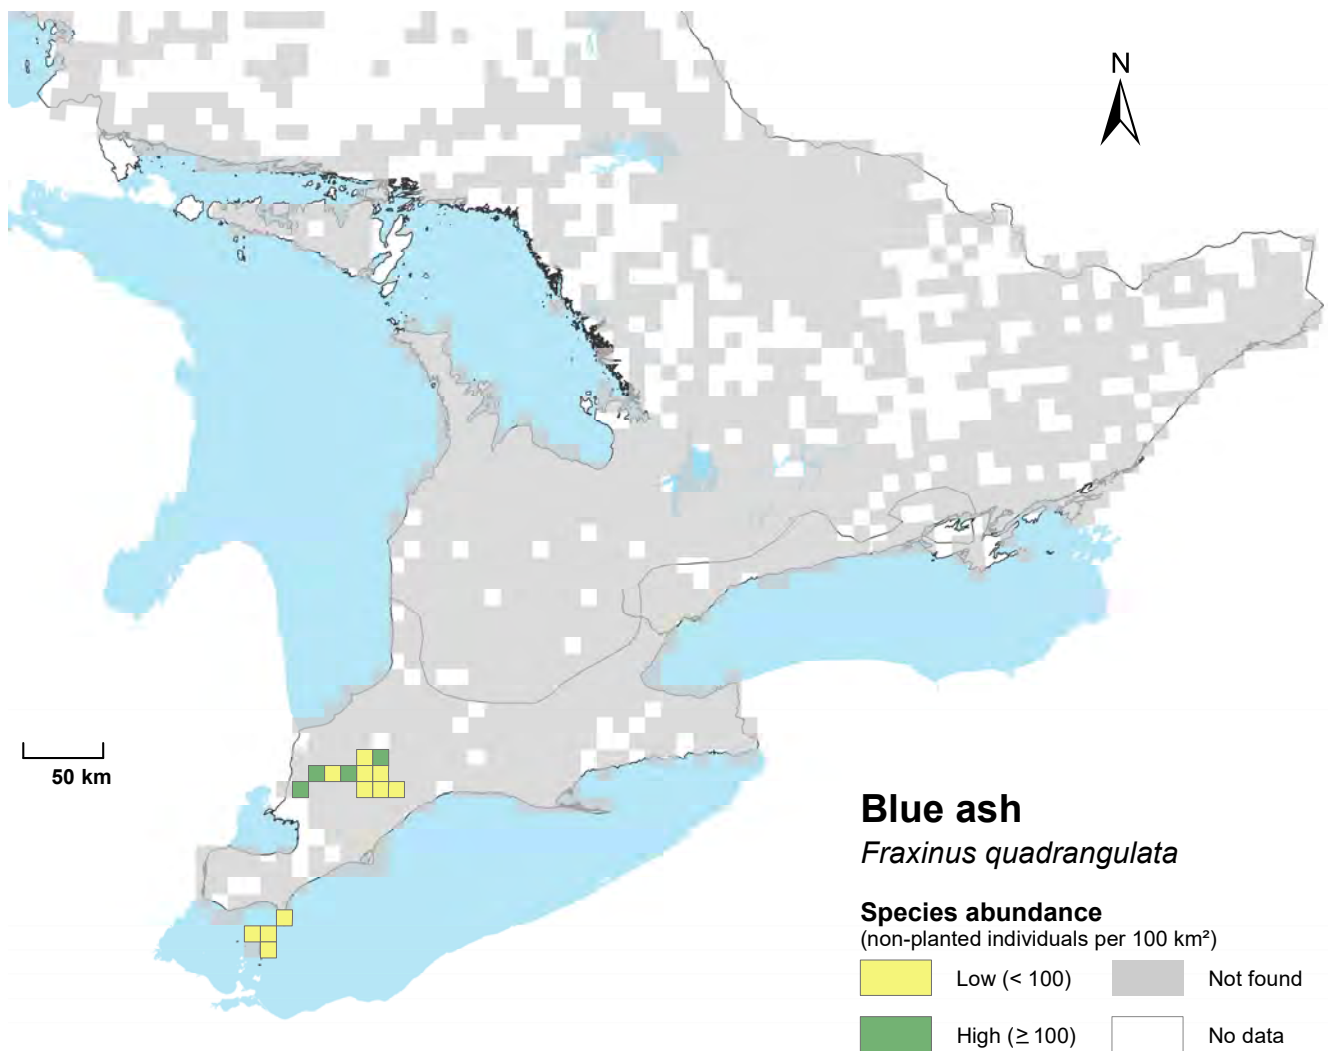 N
50 km
Blue ash
Fraxinus quadrangulata
Species abundance
(non-planted individuals per 100 km²)
Low (< 100)
Not found
High (≥ 100)
No data